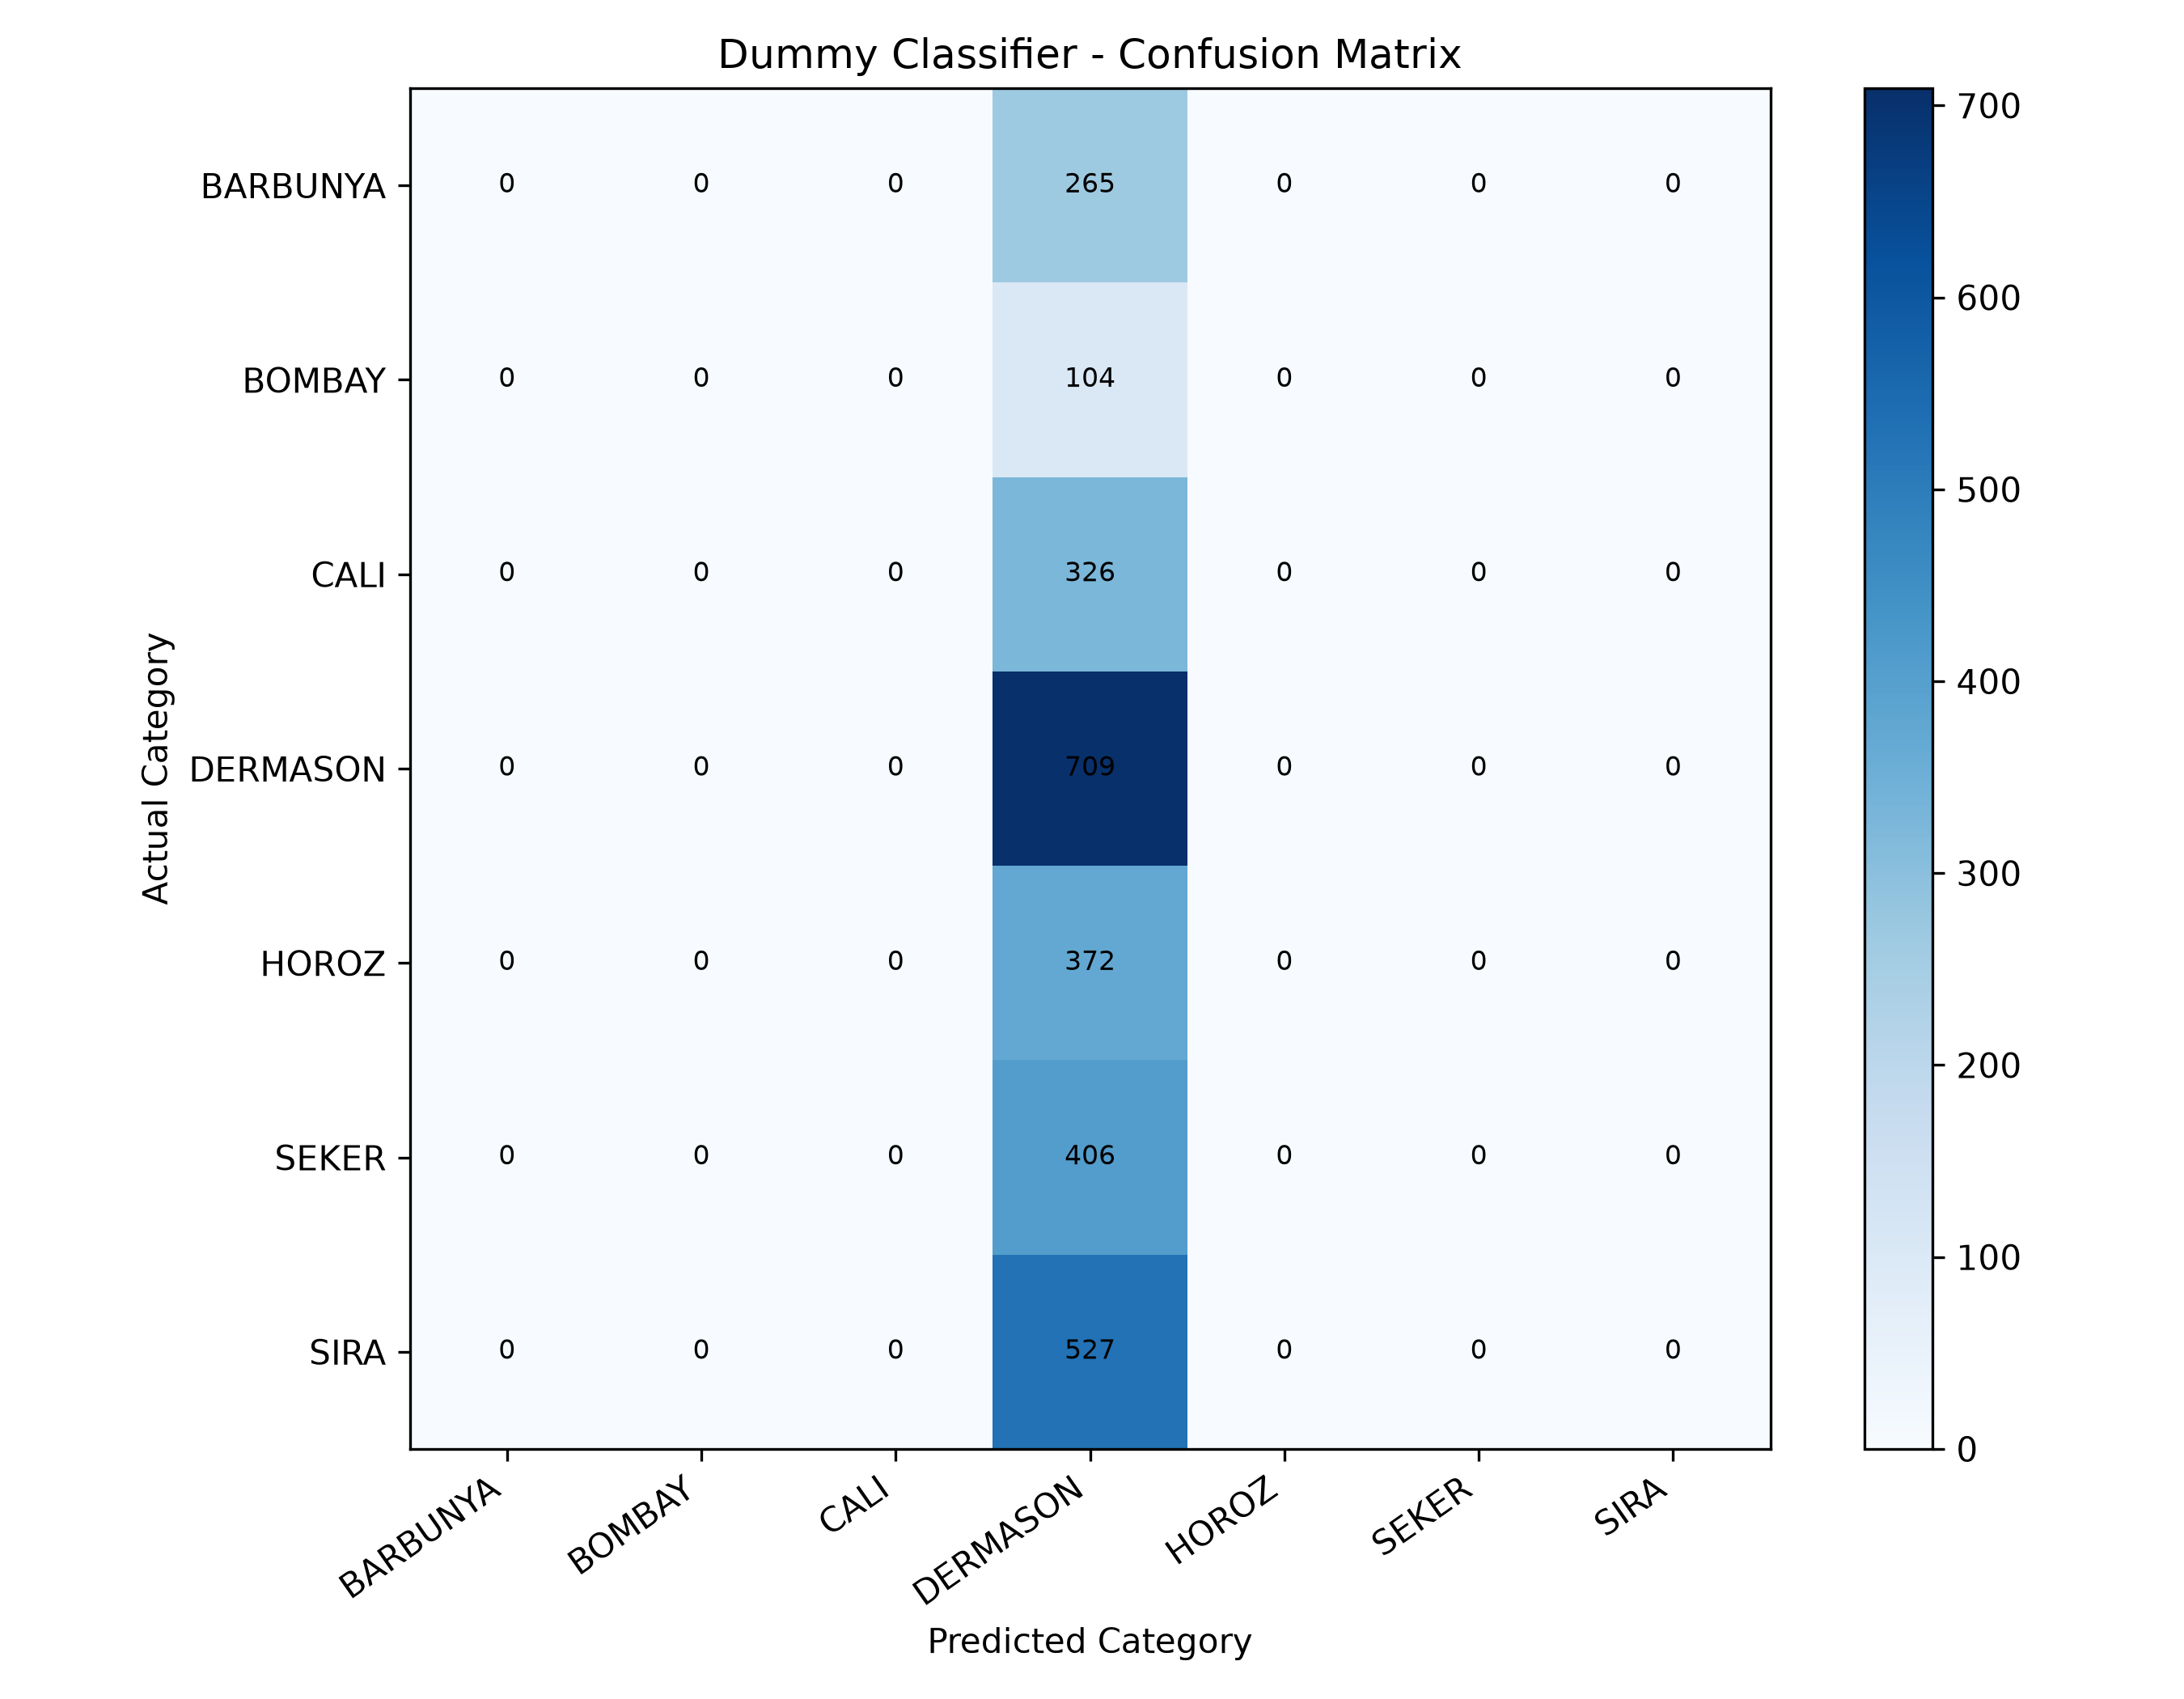 Dummy Classifier - Confusion Matrix
BARBUNYA 0 0 0 265 0 0 0
BOMBAY 0 0 0 104 0 0 0
CALI 0 0 0 326 0 0 0
DERMASON 0 0 0 709 0 0 0
HOROZ 0 0 0 372 0 0 0
SEKER 0 0 0 406 0 0 0
SIRA 0 0 0 527 0 0 0
BARBUNYA BOMBAY CALI DERMASON HOROZ SEKER SIRA
Predicted Category
Actual Category
700
600
500
400
300
200
100
0